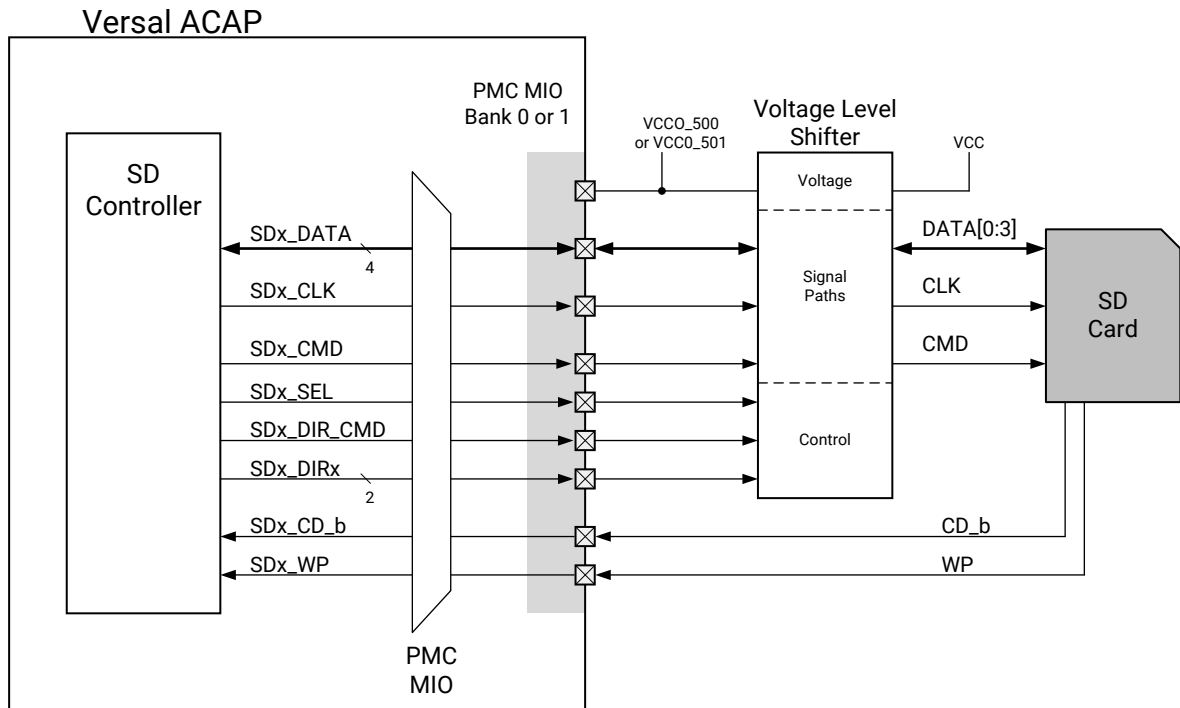 Versal ACAP
PMC MIO
Bank 0 or 1
VCCO_500
or VCC0_501
Voltage Level
Shifter
VCC
SD
Controller
Voltage
SDx_DATA
4
DATA[0:3]
Signal
Paths
SDx_CLK
CLK
SD
Card
SDx_CMD
CMD
SDx_SEL
SDx_DIR_CMD
Control
SDx_DIRx
2
SDx_CD_b
CD_b
SDx_WP
WP
PMC
MIO